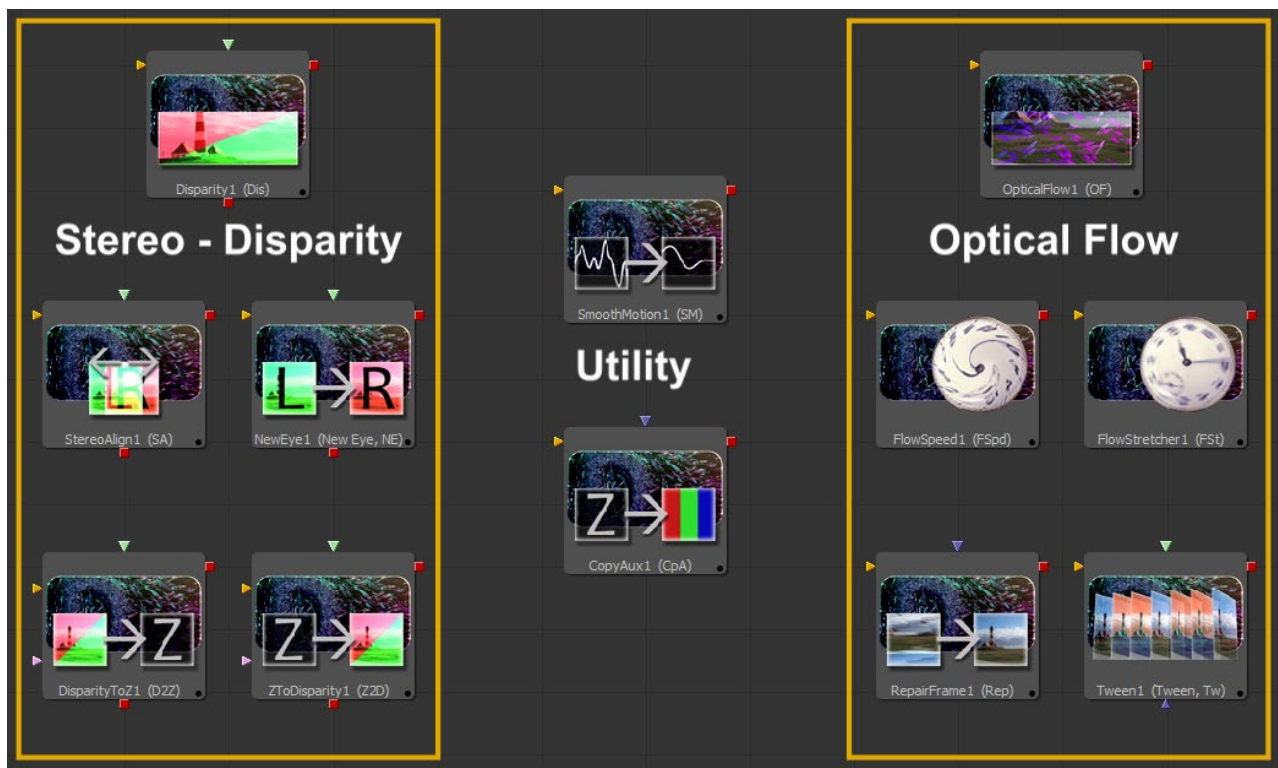 Disparity1 (Dis)
Stereo - Disparity
StereoAlign1 (SA)
L
R
NewEye1 (New Eye, NE)
Z
DisparityToZ1 (D2Z)
Z
ZToDisparity1 (Z2D)
SmoothMotion1 (SM)
Utility
Z
CopyAux1 (CpA)
OpticalFlow1 (OF)
Optical Flow
FlowSpeed1 (FSpd)
FlowStretcher1 (FSt)
RepairFrame1 (Rep)
Tween1 (Tween, Tw)